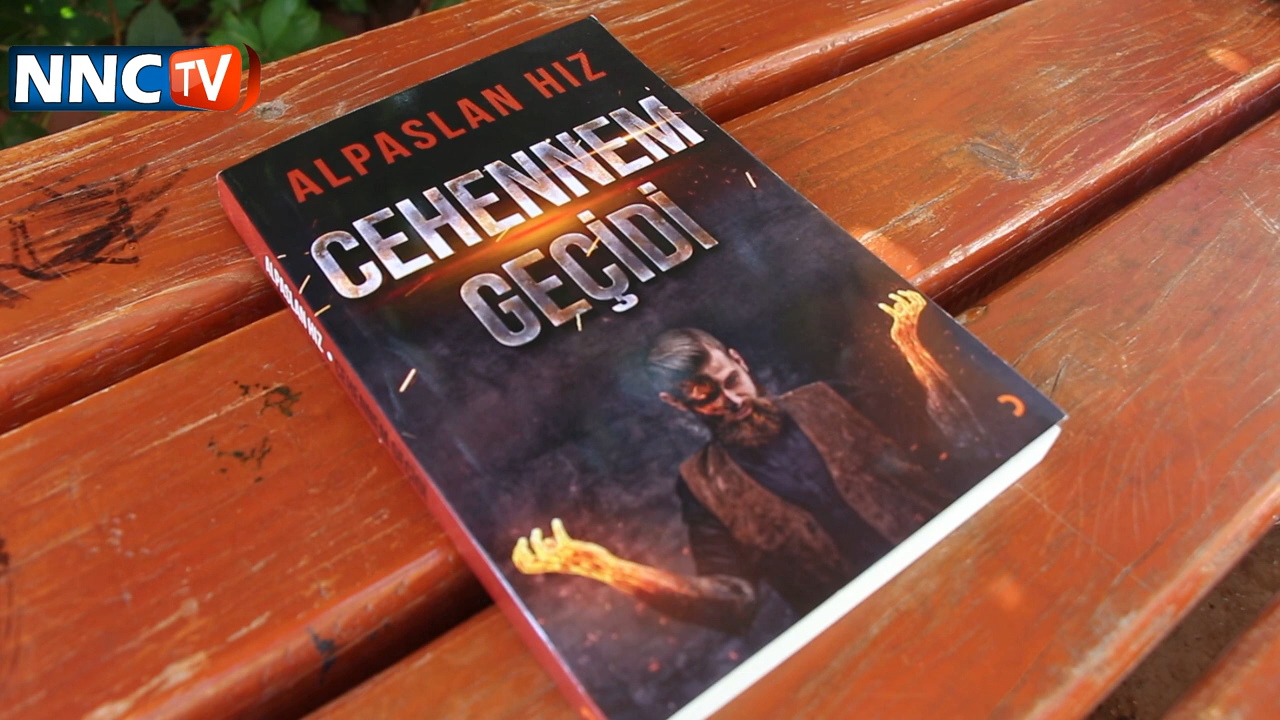 NNC TV
ALPASLAN HIZ
CEHENNEM
GEÇİDİ
ALPASLAN HIZ •